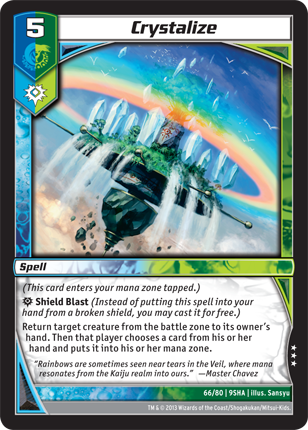 5
Crystalize
Spell
(This card enters your mana zone tapped.)
Shield Blast (Instead of putting this spell into your
hand from a broken shield, you may cast it for free.)
Return target creature from the battle zone to its owner's
hand. Then that player chooses a card from his or her
hand and puts it into his or her mana zone.
"Rainbows are sometimes seen near tears in the Veil, where mana
resonates from the Kaiju realm into ours." —Master Chavez
66/80 | 9SHA | illus. Sansyu
TM & © 2013 Wizards of the Coast/Shogakukan/Mitsui-Kids.